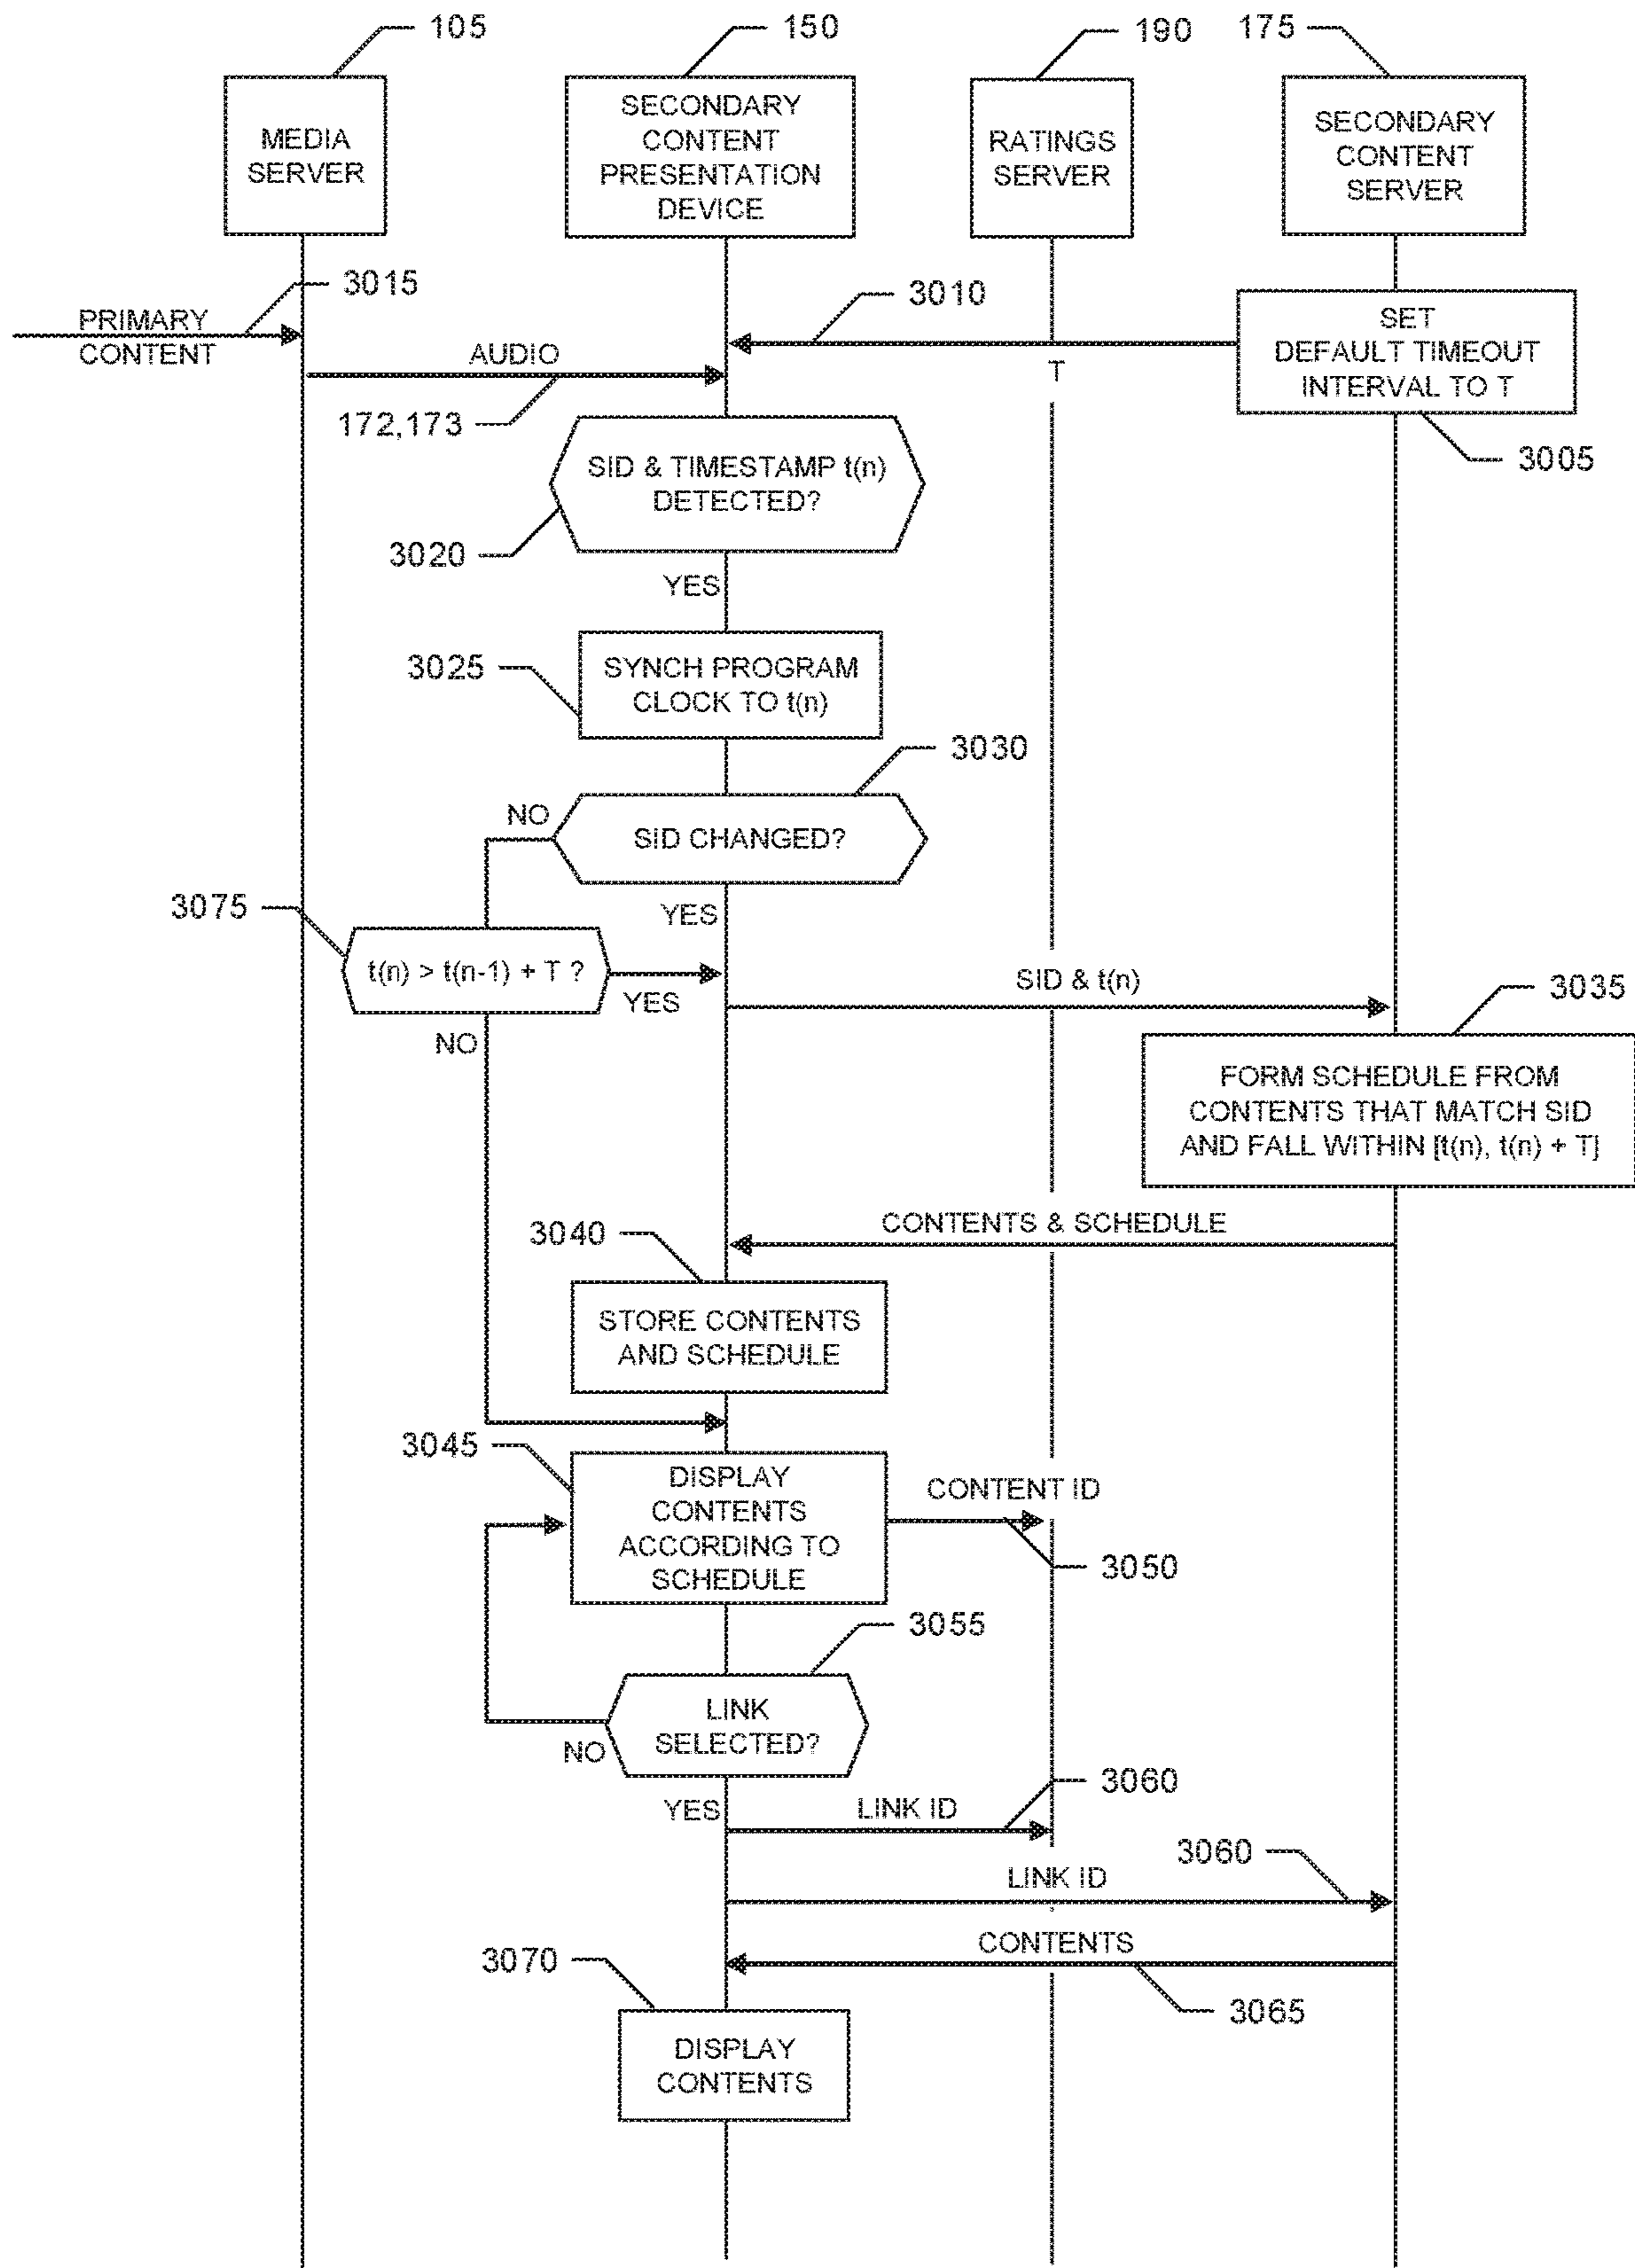 105
150
190
175
MEDIA
SERVER
SECONDARY
CONTENT
PRESENTATION
DEVICE
RATINGS
SERVER
SECONDARY
CONTENT
SERVER
3015
3010
PRIMARY
CONTENT
SET
DEFAULT TIMEOUT
INTERVAL TO T
AUDIO
T
172,173
3005
SID & TIMESTAMP t(n)
DETECTED?
3020
YES
3025
SYNCH PROGRAM
CLOCK TO t(n)
3030
NO
SID CHANGED?
3075
YES
t(n) > t(n-1) + T ?
YES
SID & t(n)
3035
NO
FORM SCHEDULE FROM
CONTENTS THAT MATCH SID
AND FALL WITHIN [t(n), t(n) + T]
CONTENTS & SCHEDULE
3040
STORE CONTENTS
AND SCHEDULE
3045
DISPLAY
CONTENTS
ACCORDING TO
SCHEDULE
CONTENT ID
3050
3055
LINK
SELECTED?
NO
YES
LINK ID
3060
LINK ID
3060
CONTENTS
3070
3065
DISPLAY
CONTENTS